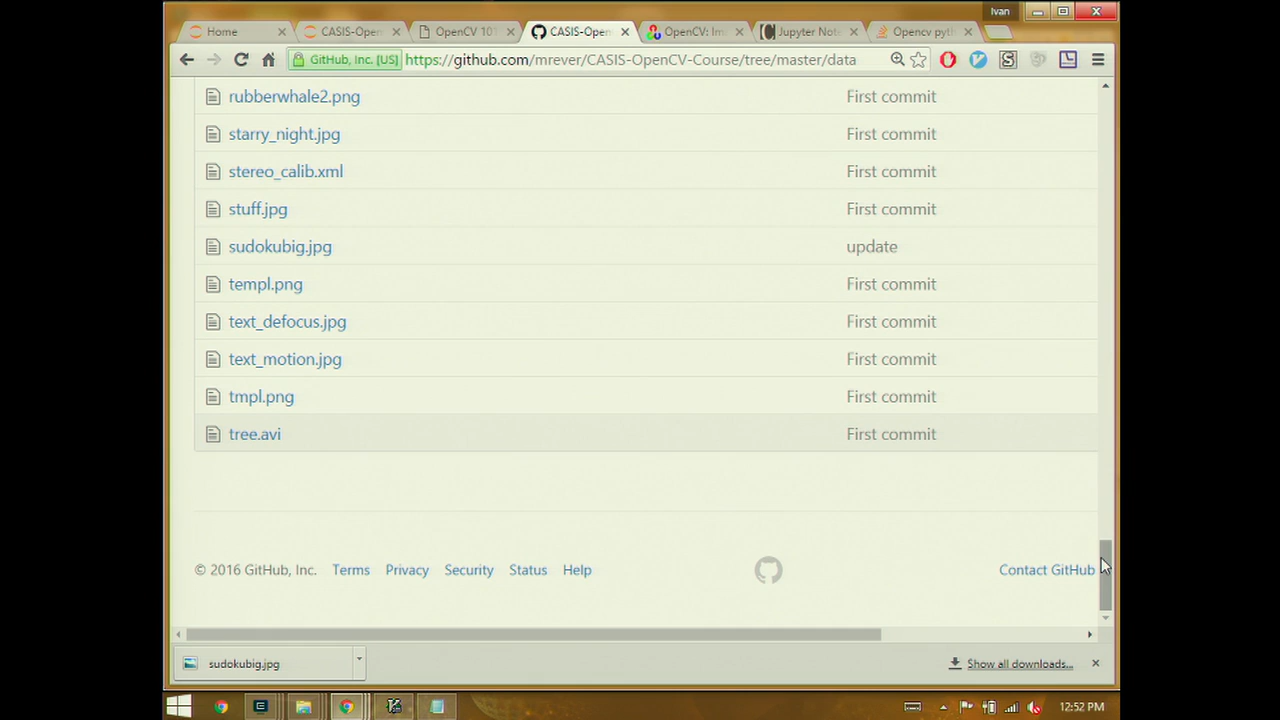 Ivan
Home
CASIS-Open
OpenCV 101
CASIS-Open
OpenCV: Im
Jupyter Not
Opencv pyth
GitHub, Inc. [US]
https://github.com/mrever/CASIS-OpenCV-Course/tree/master/data
rubberwhale2.png First commit
starry_night.jpg First commit
stereo_calib.xml First commit
stuff.jpg First commit
sudokubig.jpg update
templ.png First commit
text_defocus.jpg First commit
text_motion.jpg First commit
tmpl.png First commit
tree.avi First commit
© 2016 GitHub, Inc. Terms Privacy Security Status Help Contact GitHub
sudokubig.jpg Show all downloads...
12:52 PM